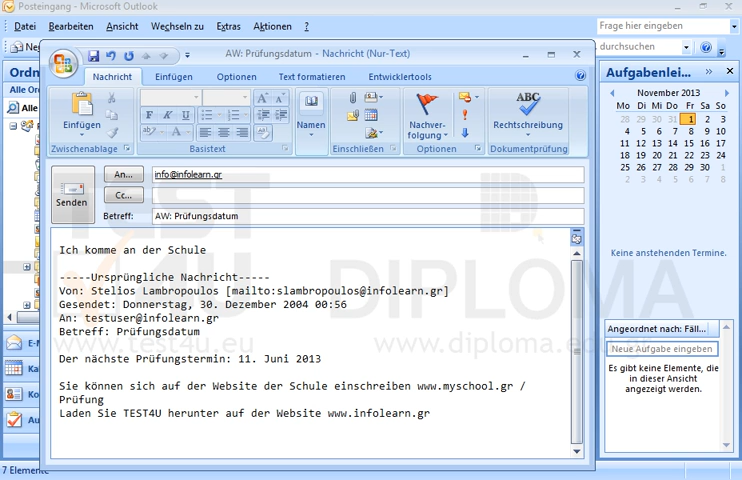 Posteingang - Microsoft Outlook
Datei Bearbeiten Ansicht Wechseln zu Extras Aktionen ?
Frage hier eingeben
durchsuchen
AW: Prüfungsdatum - Nachricht (Nur-Text)
Nachricht Einfügen Optionen Text formatieren Entwicklertools
Einfügen
F K U
Namen
Nachver-
folgung
ABC
Rechtschreibung
Zwischenablage Basistext Einschließen Optionen Dokumentprüfung
Senden
An... info@infolearn.gr
Cc...
Betreff: AW: Prüfungsdatum
Ich komme an der Schule
-----Ursprüngliche Nachricht-----
Von: Stelios Lambropoulos [mailto:slambropoulos@infolearn.gr]
Gesendet: Donnerstag, 30. Dezember 2004 00:56
An: testuser@infolearn.gr
Betreff: Prüfungsdatum
Der nächste Prüfungstermin: 11. Juni 2013
Sie können sich auf der Website der Schule einschreiben www.myschool.gr /
Prüfung
Laden Sie TEST4U herunter auf der Website www.infolearn.gr
Aufgabenlei...
November 2013
Mo Di Mi Do Fr Sa So
28 29 30 31 1 2 3
4 5 6 7 8 9 10
11 12 13 14 15 16 17
18 19 20 21 22 23 24
25 26 27 28 29 30 1
2 3 4 5 6 7 8
Keine anstehenden Termine.
Angeordnet nach: Fäll...
Neue Aufgabe eingeben
Es gibt keine Elemente, die
in dieser Ansicht
angezeigt werden.
7 Elemente
TEST
4U
DIPLOMA
www.test4u.eu
www.diploma.edu.gr